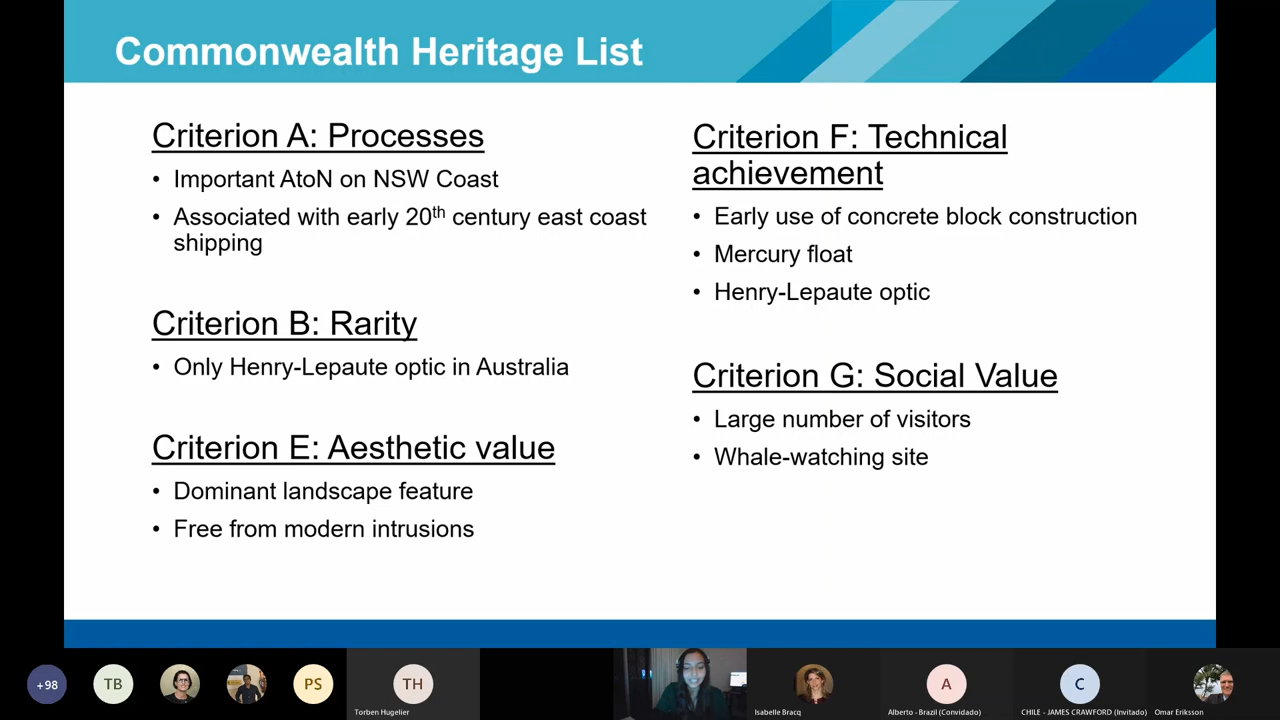 Commonwealth Heritage List
Criterion A: Processes
• Important AtoN on NSW Coast
• Associated with early 20th century east coast
shipping
Criterion B: Rarity
• Only Henry-Lepaute optic in Australia
Criterion E: Aesthetic value
• Dominant landscape feature
• Free from modern intrusions
Criterion F: Technical
achievement
• Early use of concrete block construction
• Mercury float
• Henry-Lepaute optic
Criterion G: Social Value
• Large number of visitors
• Whale-watching site
+98
TB
PS
TH
Torben Hugelier
Isabelle Bracq
A
Alberto - Brazil (Convidado)
C
CHILE - JAMES CRAWFORD (Invitado)
Omar Eriksson